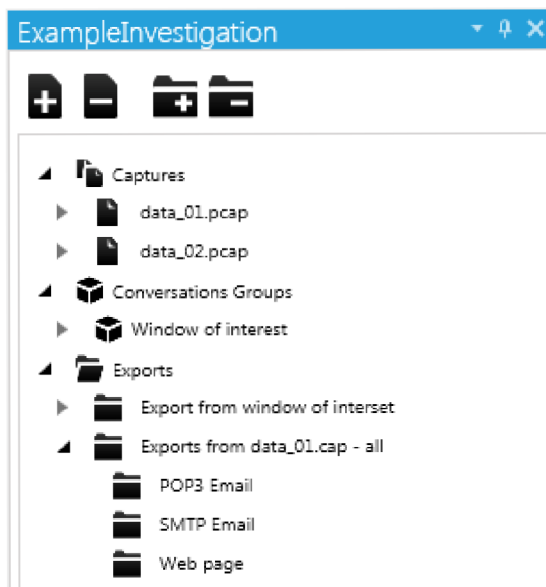 ExampleInvestigation
Captures
data_01.pcap
data_02.pcap
Conversations Groups
Window of interest
Exports
Export from window of interset
Exports from data_01.cap - all
POP3 Email
SMTP Email
Web page